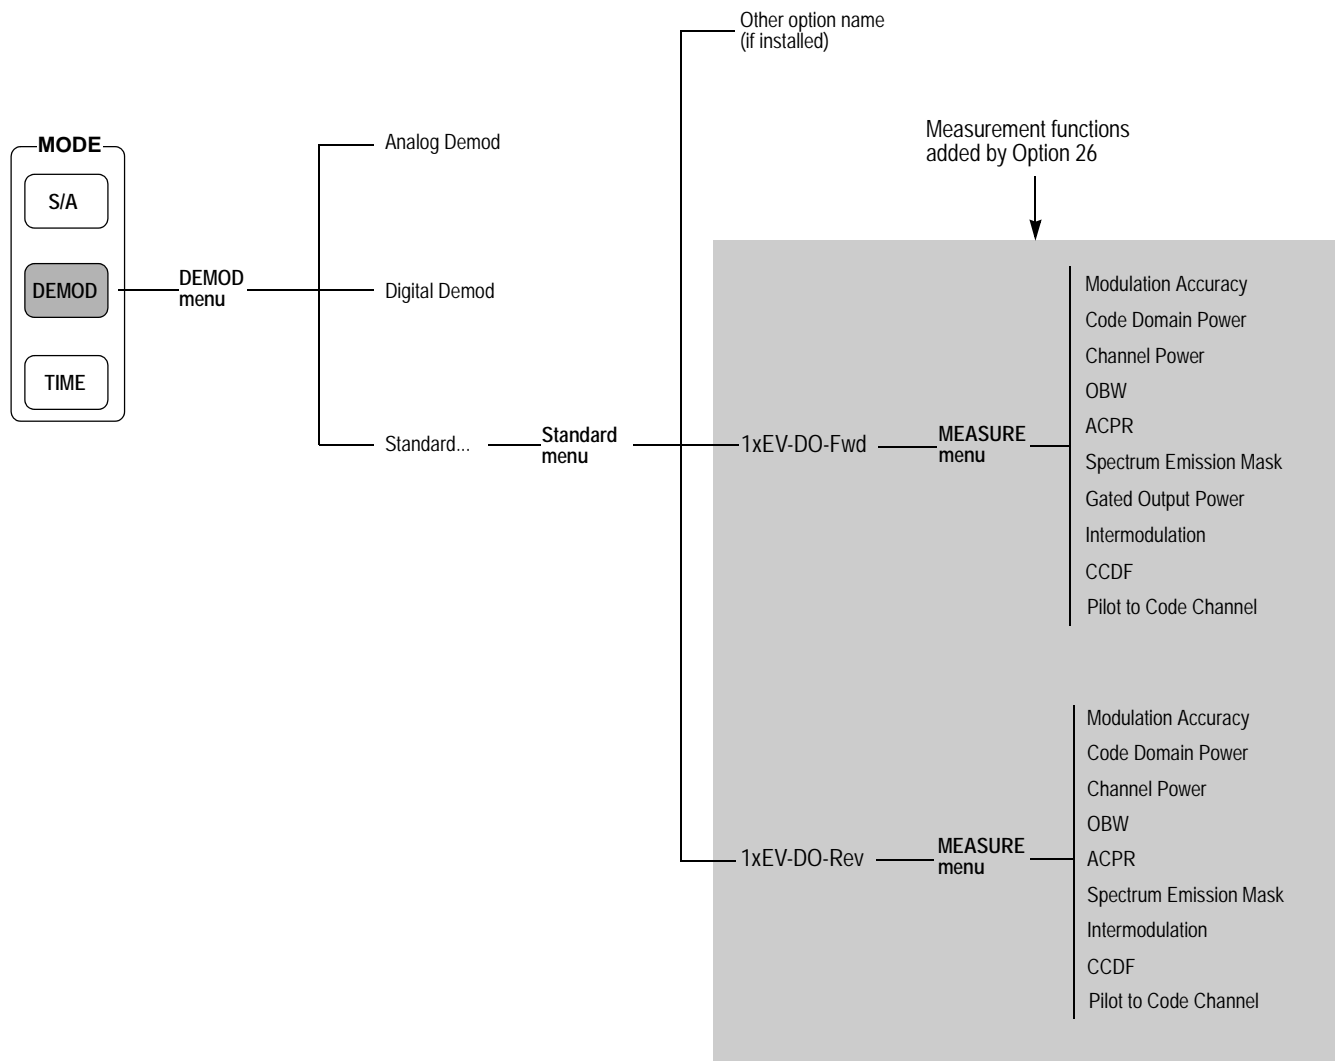 Other option name
(if installed)
Measurement functions
added by Option 26
MODE
S/A
DEMOD
TIME
DEMOD
menu
Analog Demod
Digital Demod
Standard...
Standard
menu
1xEV-DO-Fwd
MEASURE
menu
Modulation Accuracy
Code Domain Power
Channel Power
OBW
ACPR
Spectrum Emission Mask
Gated Output Power
Intermodulation
CCDF
Pilot to Code Channel
1xEV-DO-Rev
MEASURE
menu
Modulation Accuracy
Code Domain Power
Channel Power
OBW
ACPR
Spectrum Emission Mask
Intermodulation
CCDF
Pilot to Code Channel